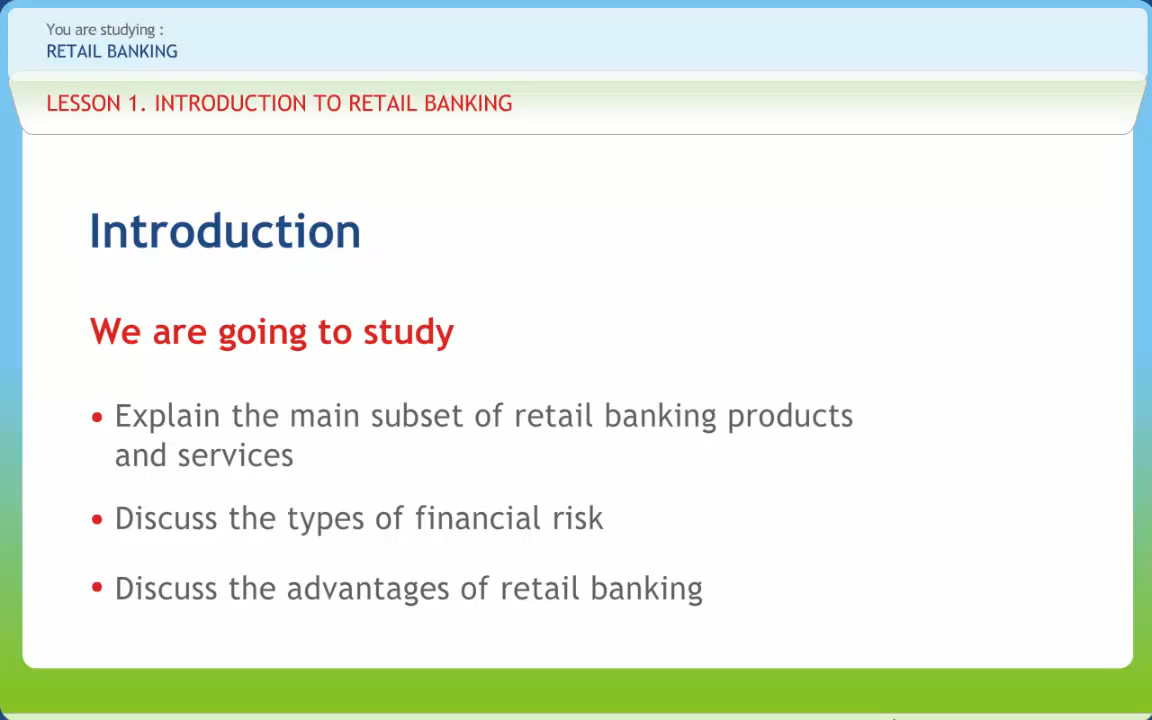 You are studying :
RETAIL BANKING
LESSON 1. INTRODUCTION TO RETAIL BANKING
Introduction
We are going to study
• Explain the main subset of retail banking products
and services
• Discuss the types of financial risk
• Discuss the advantages of retail banking